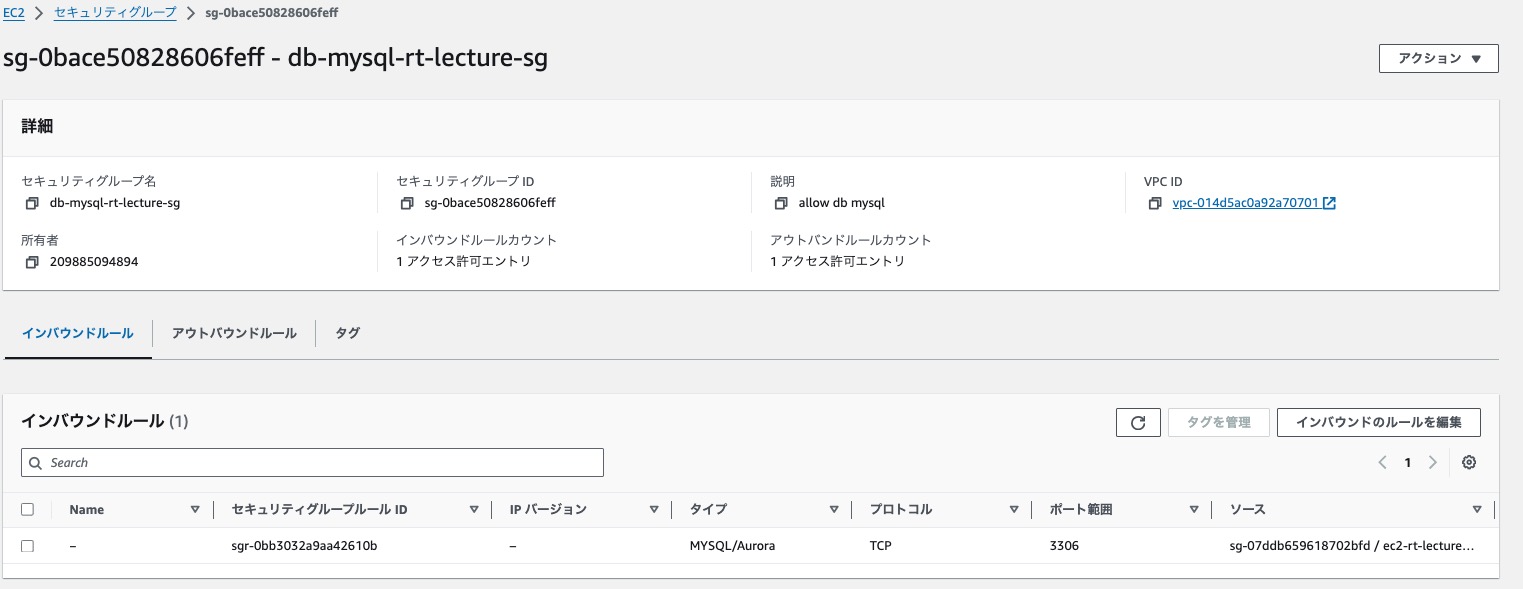 EC2 > セキュリティグループ > sg-0bace50828606feff
sg-0bace50828606feff - db-mysql-rt-lecture-sg
アクション ▼
詳細
セキュリティグループ名 セキュリティグループ ID 説明 VPC ID
db-mysql-rt-lecture-sg sg-0bace50828606feff allow db mysql vpc-014d5ac0a92a70701
所有者 インバウンドルールカウント アウトバウンドルールカウント
209885094894 1 アクセス許可エントリ 1 アクセス許可エントリ
インバウンドルール アウトバウンドルール タグ
インバウンドルール (1) タグを管理 インバウンドのルールを編集
Search 1
Name セキュリティグループルール ID IP バージョン タイプ プロトコル ポート範囲 ソース
– sgr-0bb3032a9aa42610b – MYSQL/Aurora TCP 3306 sg-07ddb659618702bfd / ec2-rt-lecture...